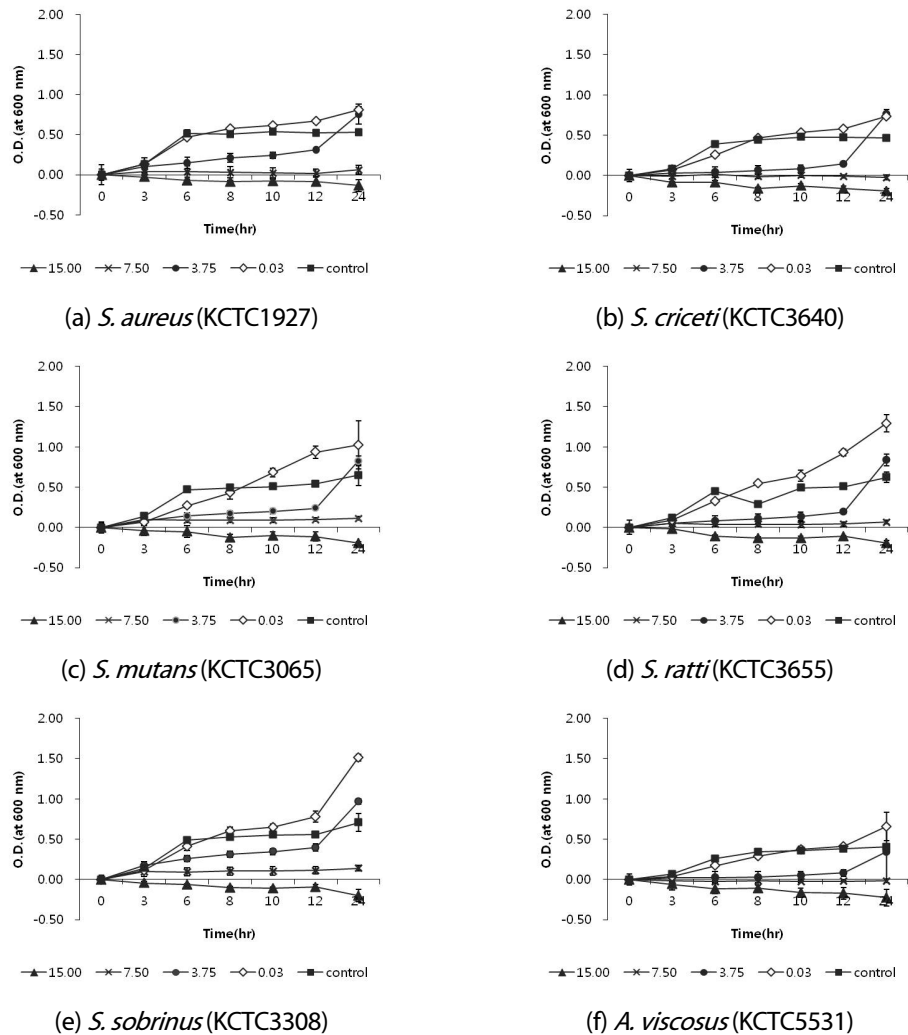 2.00
1.50
1.00
0.50
0.00
-0.50
O.D.(at 600 nm)
0 3 6 8 10 12 24
Time(hr)
15.00 7.50 3.75 0.03 control
(a) S. aureus (KCTC1927)
2.00
1.50
1.00
0.50
0.00
-0.50
O.D.(at 600 nm)
0 3 6 8 10 12 24
Time(hr)
15.00 7.50 3.75 0.03 control
(b) S. criceti (KCTC3640)
2.00
1.50
1.00
0.50
0.00
-0.50
O.D.(at 600 nm)
0 3 6 8 10 12 24
Time(hr)
15.00 7.50 3.75 0.03 control
(c) S. mutans (KCTC3065)
2.00
1.50
1.00
0.50
0.00
-0.50
O.D.(at 600 nm)
0 3 6 8 10 12 24
Time(hr)
15.00 7.50 3.75 0.03 control
(d) S. ratti (KCTC3655)
2.00
1.50
1.00
0.50
0.00
-0.50
O.D.(at 600 nm)
0 3 6 8 10 12 24
Time(hr)
15.00 7.50 3.75 0.03 control
(e) S. sobrinus (KCTC3308)
2.00
1.50
1.00
0.50
0.00
-0.50
O.D.(at 600 nm)
0 3 6 8 10 12 24
Time(hr)
15.00 7.50 3.75 0.03 control
(f) A. viscosus (KCTC5531)